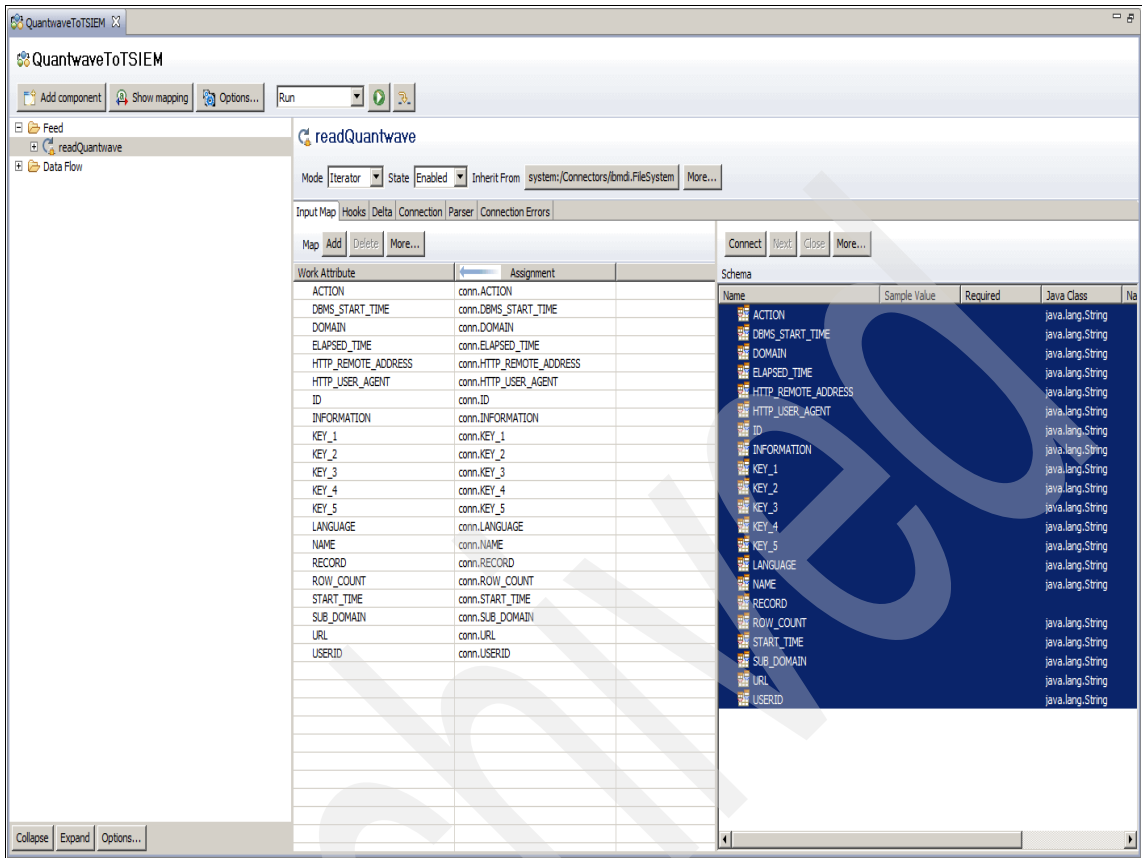 QuantwaveToTSIEM
QuantwaveToTSIEM
Add component Show mapping Options... Run
Feed
readQuantwave
Data Flow
readQuantwave
Mode Iterator State Enabled Inherit From system:/Connectors/ibmdi.FileSystem More...
Input Map Hooks Delta Connection Parser Connection Errors
Map Add Delete More...
Work Attribute Assignment
ACTION conn.ACTION
DBMS_START_TIME conn.DBMS_START_TIME
DOMAIN conn.DOMAIN
ELAPSED_TIME conn.ELAPSED_TIME
HTTP_REMOTE_ADDRESS conn.HTTP_REMOTE_ADDRESS
HTTP_USER_AGENT conn.HTTP_USER_AGENT
ID conn.ID
INFORMATION conn.INFORMATION
KEY_1 conn.KEY_1
KEY_2 conn.KEY_2
KEY_3 conn.KEY_3
KEY_4 conn.KEY_4
KEY_5 conn.KEY_5
LANGUAGE conn.LANGUAGE
NAME conn.NAME
RECORD conn.RECORD
ROW_COUNT conn.ROW_COUNT
START_TIME conn.START_TIME
SUB_DOMAIN conn.SUB_DOMAIN
URL conn.URL
USERID conn.USERID
Connect Next Close More...
Schema
Name Sample Value Required Java Class Na
ACTION java.lang.String
DBMS_START_TIME java.lang.String
DOMAIN java.lang.String
ELAPSED_TIME java.lang.String
HTTP_REMOTE_ADDRESS java.lang.String
HTTP_USER_AGENT java.lang.String
ID java.lang.String
INFORMATION java.lang.String
KEY_1 java.lang.String
KEY_2 java.lang.String
KEY_3 java.lang.String
KEY_4 java.lang.String
KEY_5 java.lang.String
LANGUAGE java.lang.String
NAME java.lang.String
RECORD
ROW_COUNT java.lang.String
START_TIME java.lang.String
SUB_DOMAIN java.lang.String
URL java.lang.String
USERID java.lang.String
Collapse Expand Options...